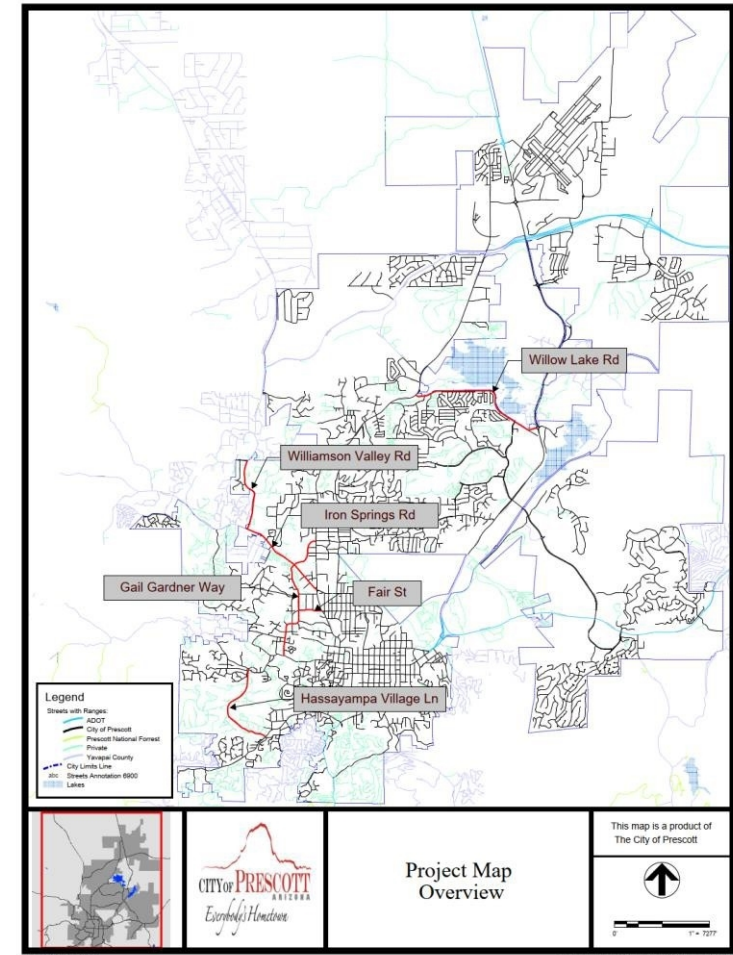 Willow Lake Rd
Williamson Valley Rd
Iron Springs Rd
Gail Gardner Way
Fair St
Hassayampa Village Ln
Legend
Streets with Ranges:
ADOT
City of Prescott
Prescott National Forrest
Private
Yavapai County
City Limits Line
abc Streets Annotation 6900
Lakes
CITY OF PRESCOTT
ARIZONA
Everybody's Hometown
Project Map
Overview
This map is a product of
The City of Prescott
0' 1" = 7277'